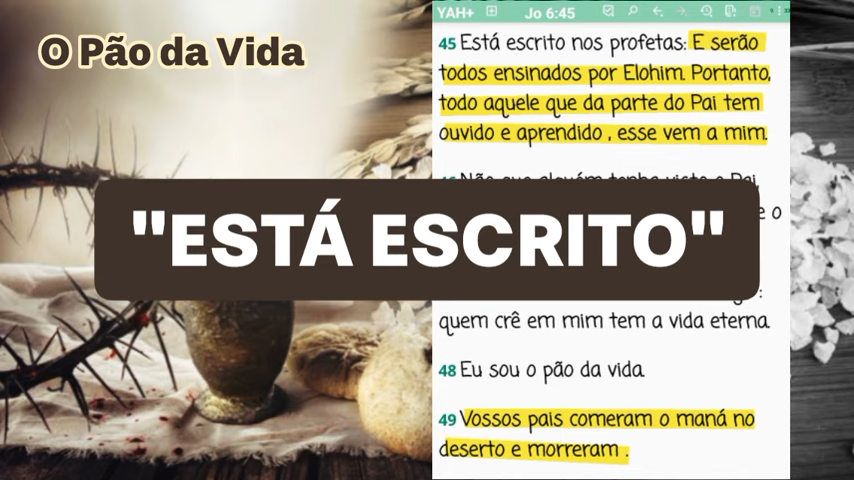 O Pão da Vida
YAH+ Jo 6:45
45 Está escrito nos profetas: E serão
todos ensinados por Elohim. Portanto,
todo aquele que da parte do Pai tem
ouvido e aprendido , esse vem a mim.
"ESTÁ ESCRITO"
e o
quem crê em mim tem a vida eterna.
48 Eu sou o pão da vida.
49 Vossos pais comeram o maná no
deserto e morreram .